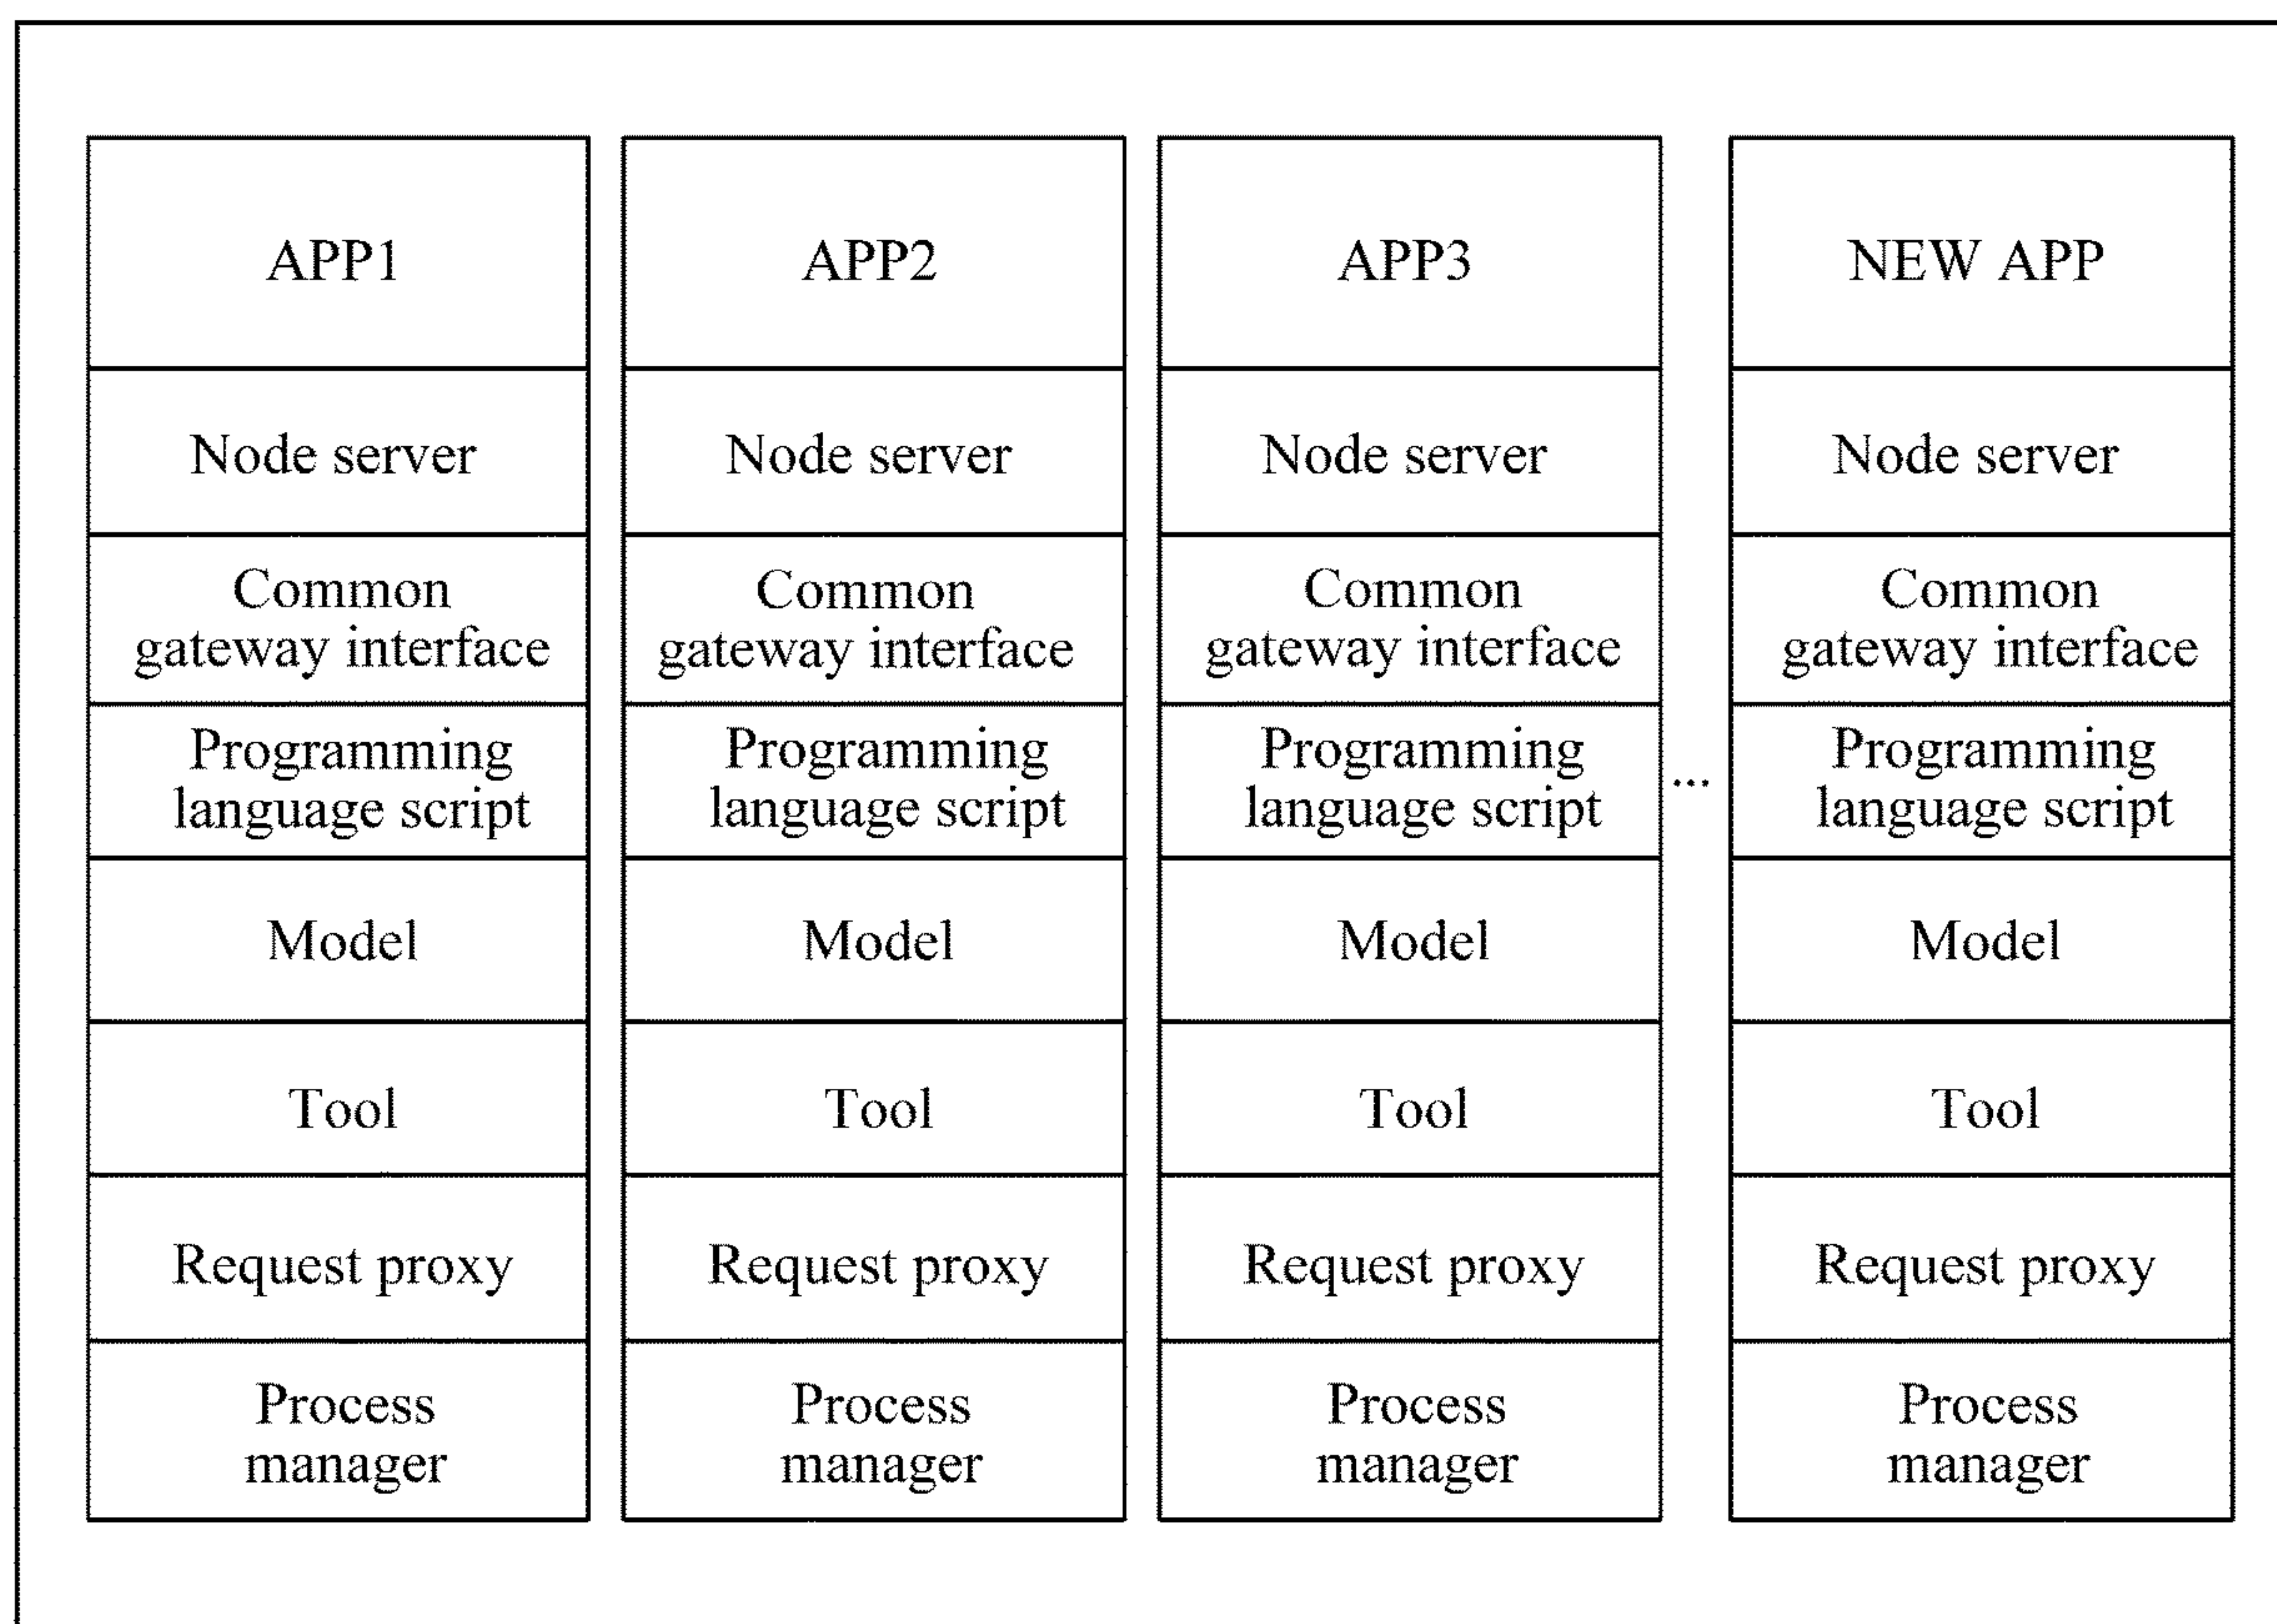 APP1
Node server
Common
gateway interface
Programming
language script
Model
Tool
Request proxy
Process
manager
APP2
Node server
Common
gateway interface
Programming
language script
Model
Tool
Request proxy
Process
manager
APP3
Node server
Common
gateway interface
Programming
language script
Model
Tool
Request proxy
Process
manager
...
NEW APP
Node server
Common
gateway interface
Programming
language script
Model
Tool
Request proxy
Process
manager